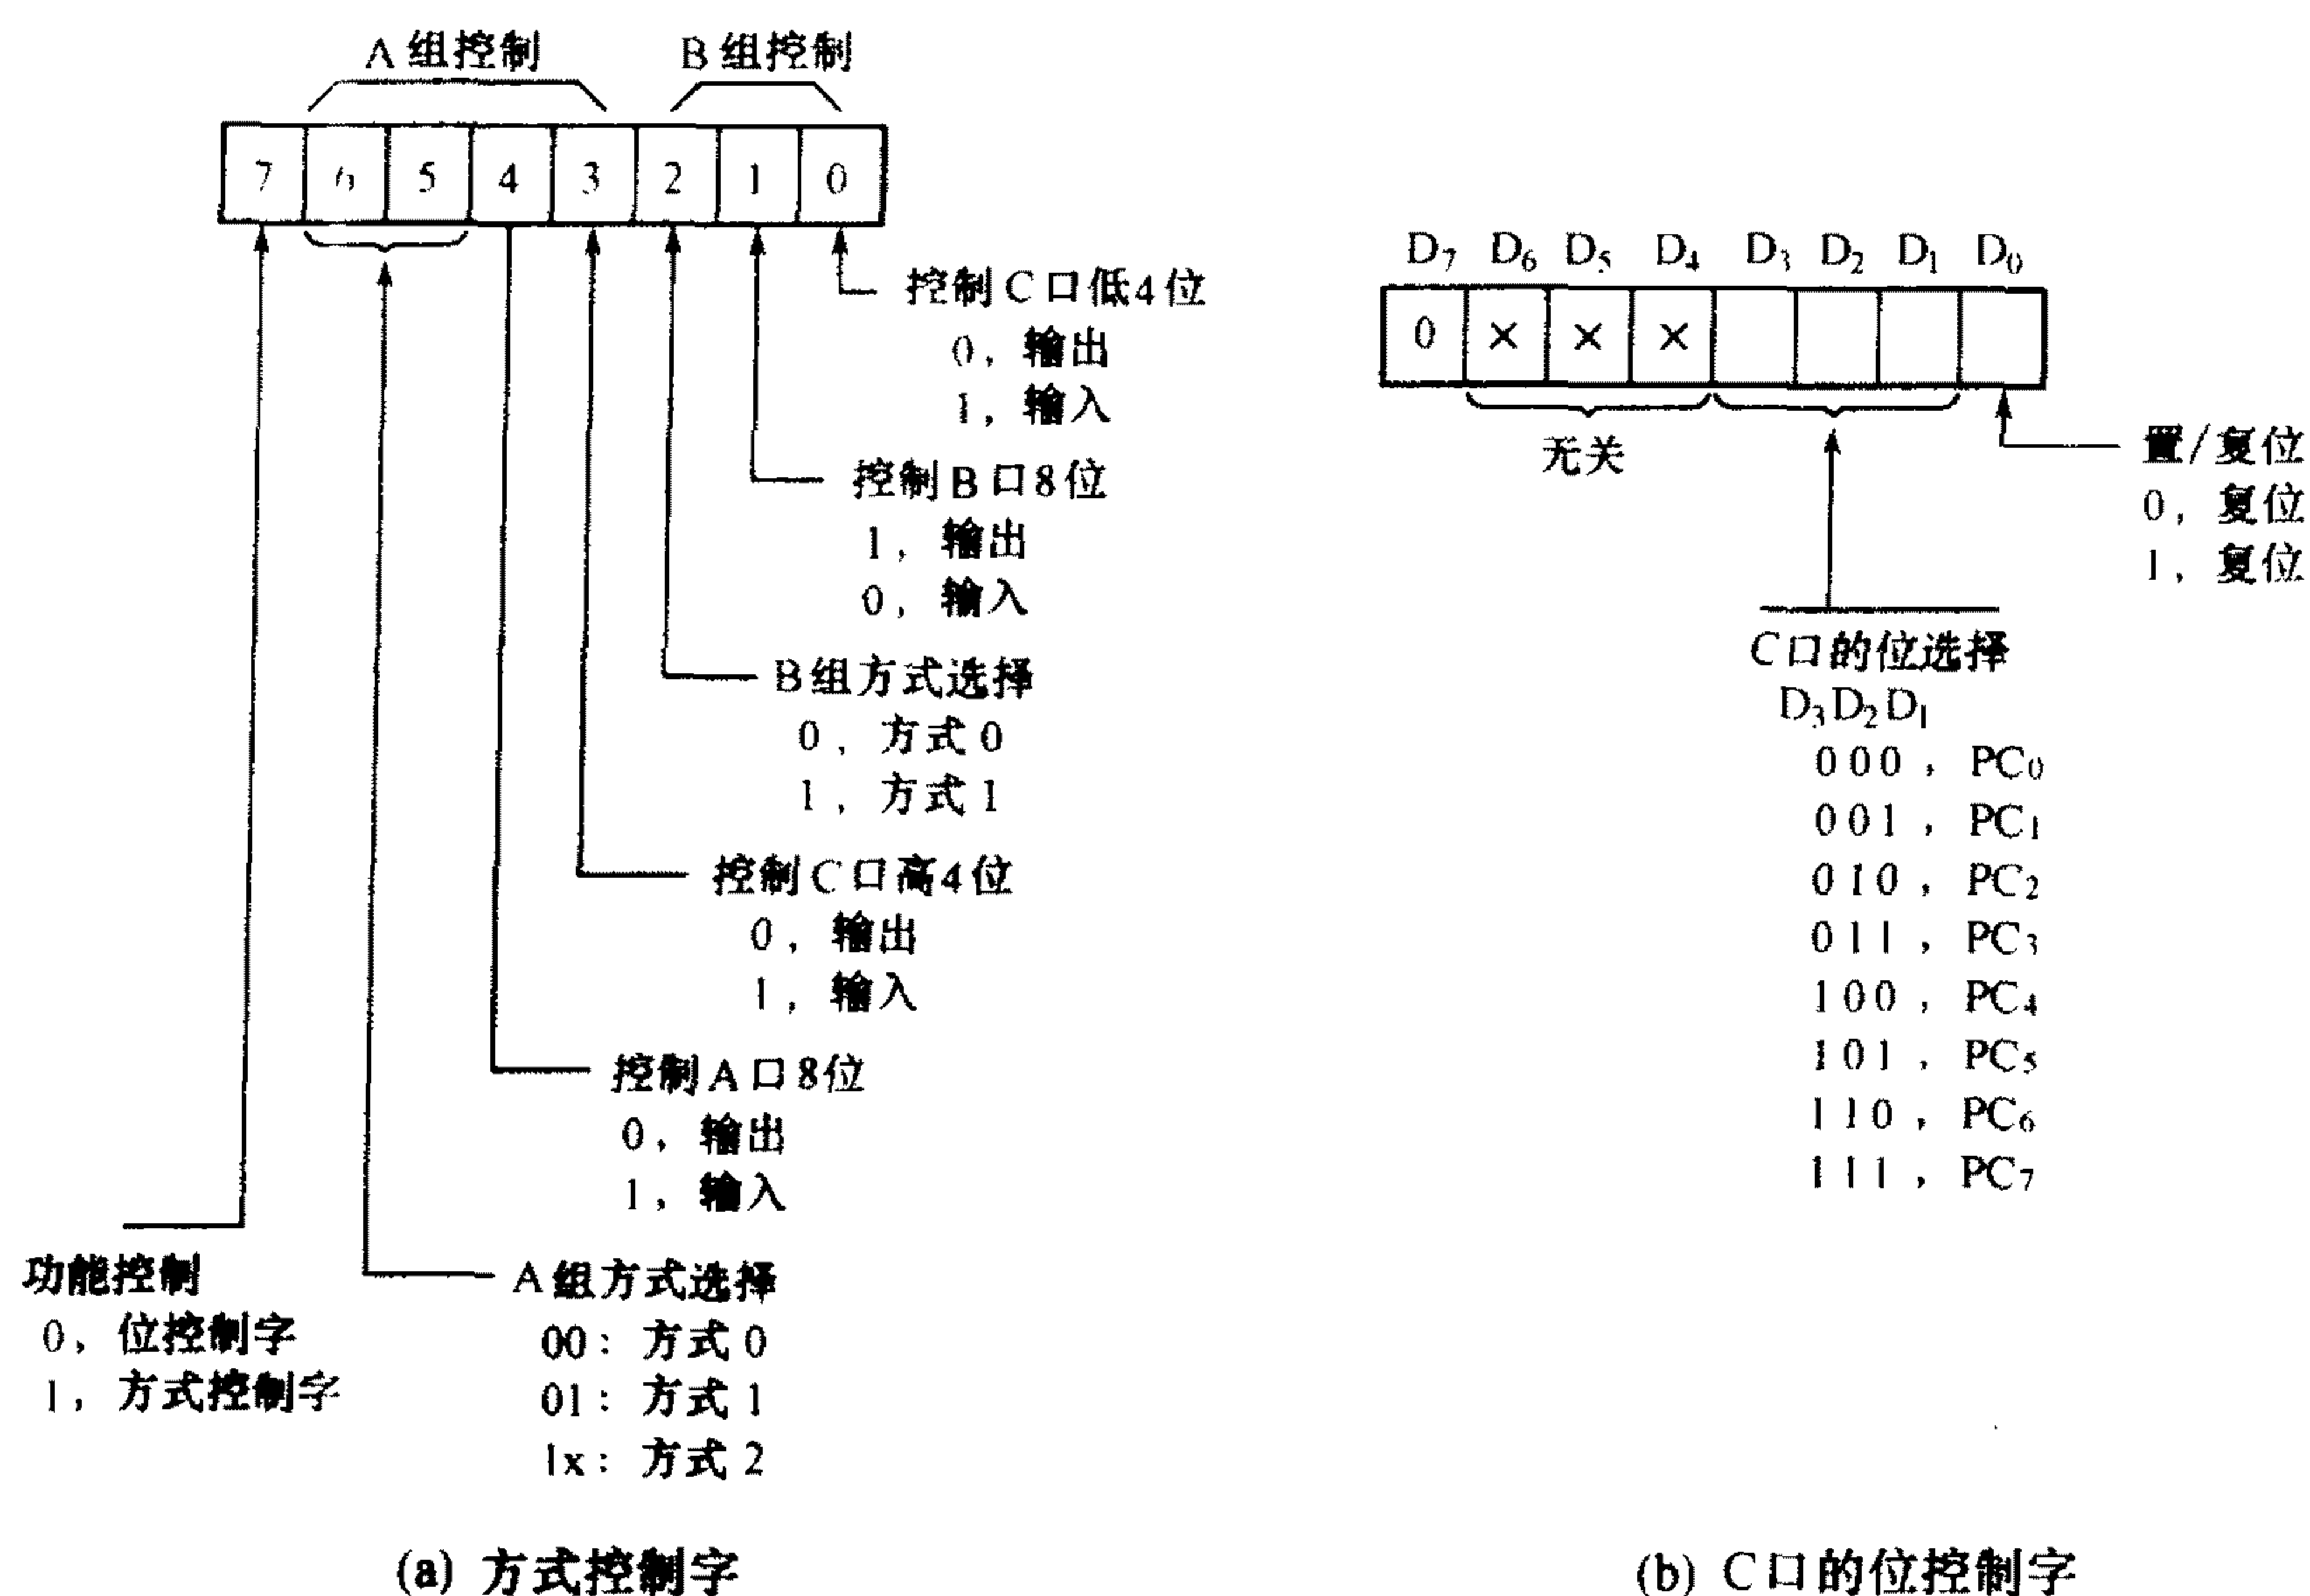 A 组控制
B 组控制
7 6 5 4 3 2 1 0
控制 C 口低4 位
0, 输出
1, 输入
控制 B 口8 位
1, 输出
0, 输入
B 组方式选择
0, 方式 0
1, 方式 1
控制 C 口高4 位
0, 输出
1, 输入
控制 A 口 8 位
0, 输出
1, 输入
A 组方式选择
00: 方式 0
01: 方式 1
1x: 方式 2
功能控制
0, 位控制字
1, 方式控制字
(a) 方式控制字
D7 D6 D5 D4 D3 D2 D1 D0
0 × × ×
无关
置/复位
0, 复位
1, 复位
C口的位选择
D3D2D1
000, PC0
001, PC1
010, PC2
011, PC3
100, PC4
101, PC5
110, PC6
111, PC7
(b) C口的位控制字